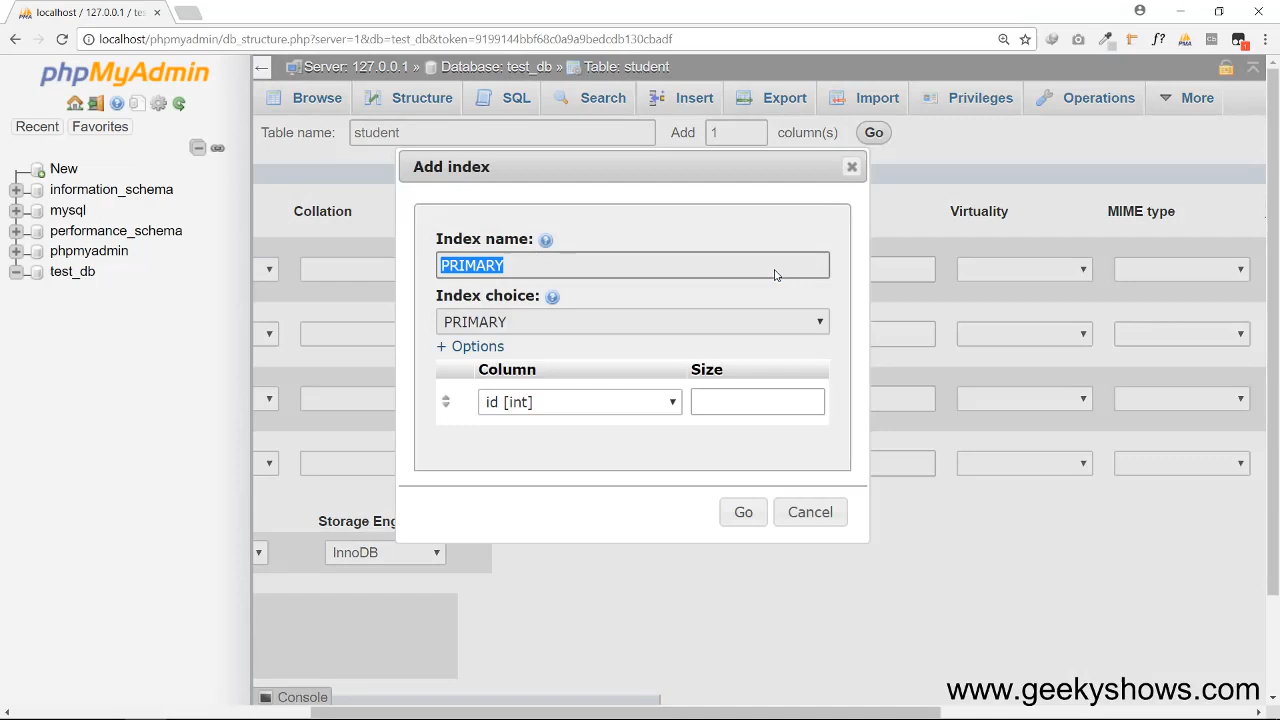 localhost / 127.0.0.1 / te
localhost/phpmyadmin/db_structure.php?server=1&db=test_db&token=9199144bbf68c0a9a9bedcdb130cbadf
phpMyAdmin
Recent
Favorites
New
information_schema
mysql
performance_schema
phpmyadmin
test_db
Server: 127.0.0.1 » Database: test_db » Table: student
Browse
Structure
SQL
Search
Insert
Export
Import
Privileges
Operations
More
Table name:
student
Add
1
column(s)
Go
Collation
Virtuality
MIME type
Add index
Index name:
PRIMARY
Index choice:
PRIMARY
+ Options
Column
Size
id [int]
Go
Cancel
Storage Eng
InnoDB
Console
www.geekyshows.com